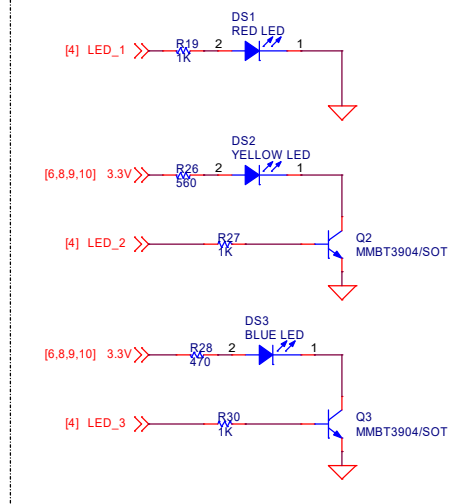 DS1
RED LED
[4] LED_1
R19
1K
2
1
DS2
YELLOW LED
[6,8,9,10] 3.3V
R26
560
2
1
[4] LED_2
R27
1K
Q2
MMBT3904/SOT
DS3
BLUE LED
[6,8,9,10] 3.3V
R28
470
2
1
[4] LED_3
R30
1K
Q3
MMBT3904/SOT